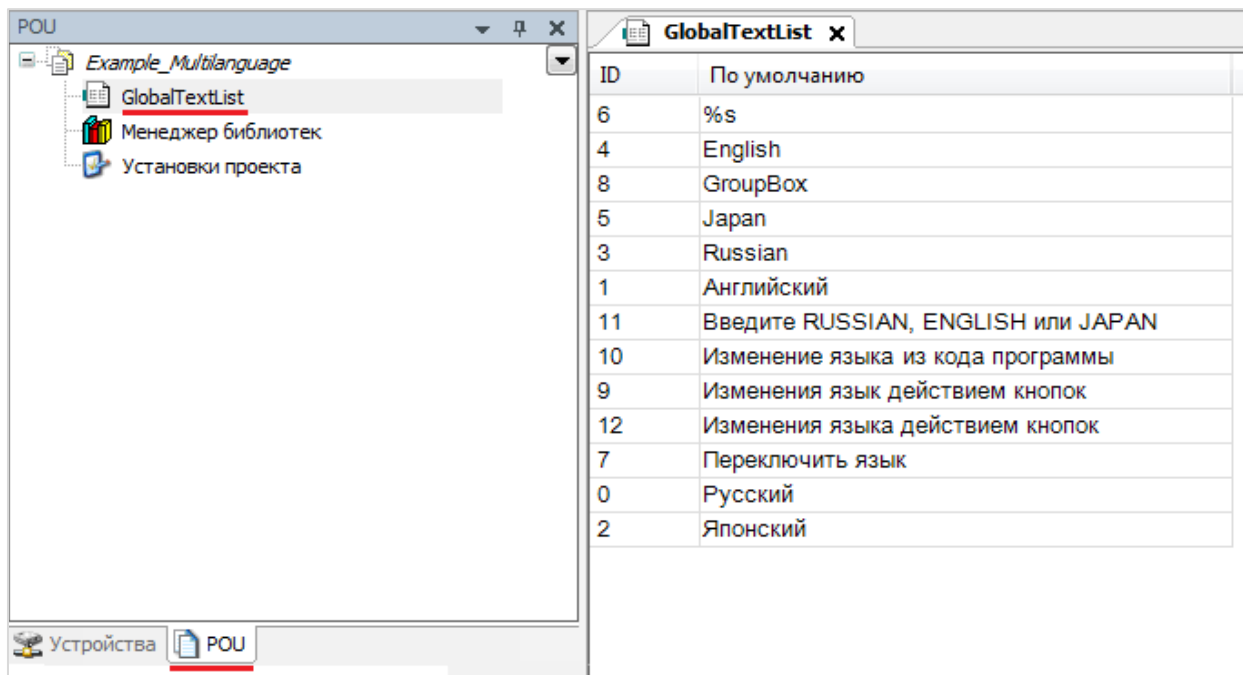 POU
Example_Multilanguage
GlobalTextList
Менеджер библиотек
Установки проекта
Устройства POU
GlobalTextList
ID По умолчанию
6 %s
4 English
8 GroupBox
5 Japan
3 Russian
1 Английский
11 Введите RUSSIAN, ENGLISH или JAPAN
10 Изменение языка из кода программы
9 Изменения язык действием кнопок
12 Изменения языка действием кнопок
7 Переключить язык
0 Русский
2 Японский